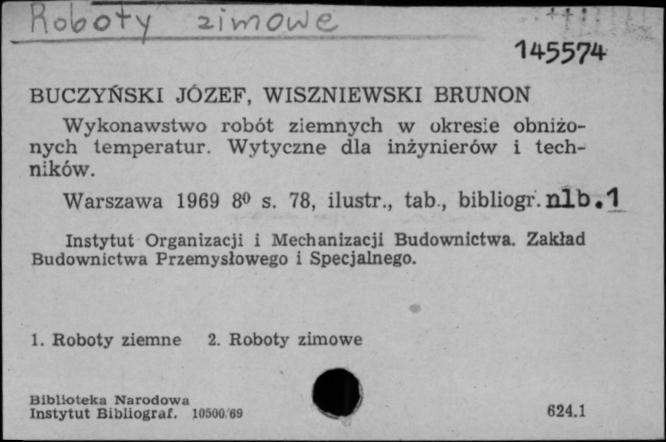 Roboty zimowe
145574
BUCZYŃSKI JÓZEF, WISZNIEWSKI BRUNON
Wykonawstwo robót ziemnych w okresie obniżo-
nych temperatur. Wytyczne dla inżynierów i tech-
ników.
Warszawa 1969 8⁰ s. 78, ilustr., tab., bibliogr. nlb.1
Instytut Organizacji i Mechanizacji Budownictwa. Zakład
Budownictwa Przemysłowego i Specjalnego.
1. Roboty ziemne 2. Roboty zimowe
Biblioteka Narodowa
Instytut Bibliograf. 10500/69
624.1